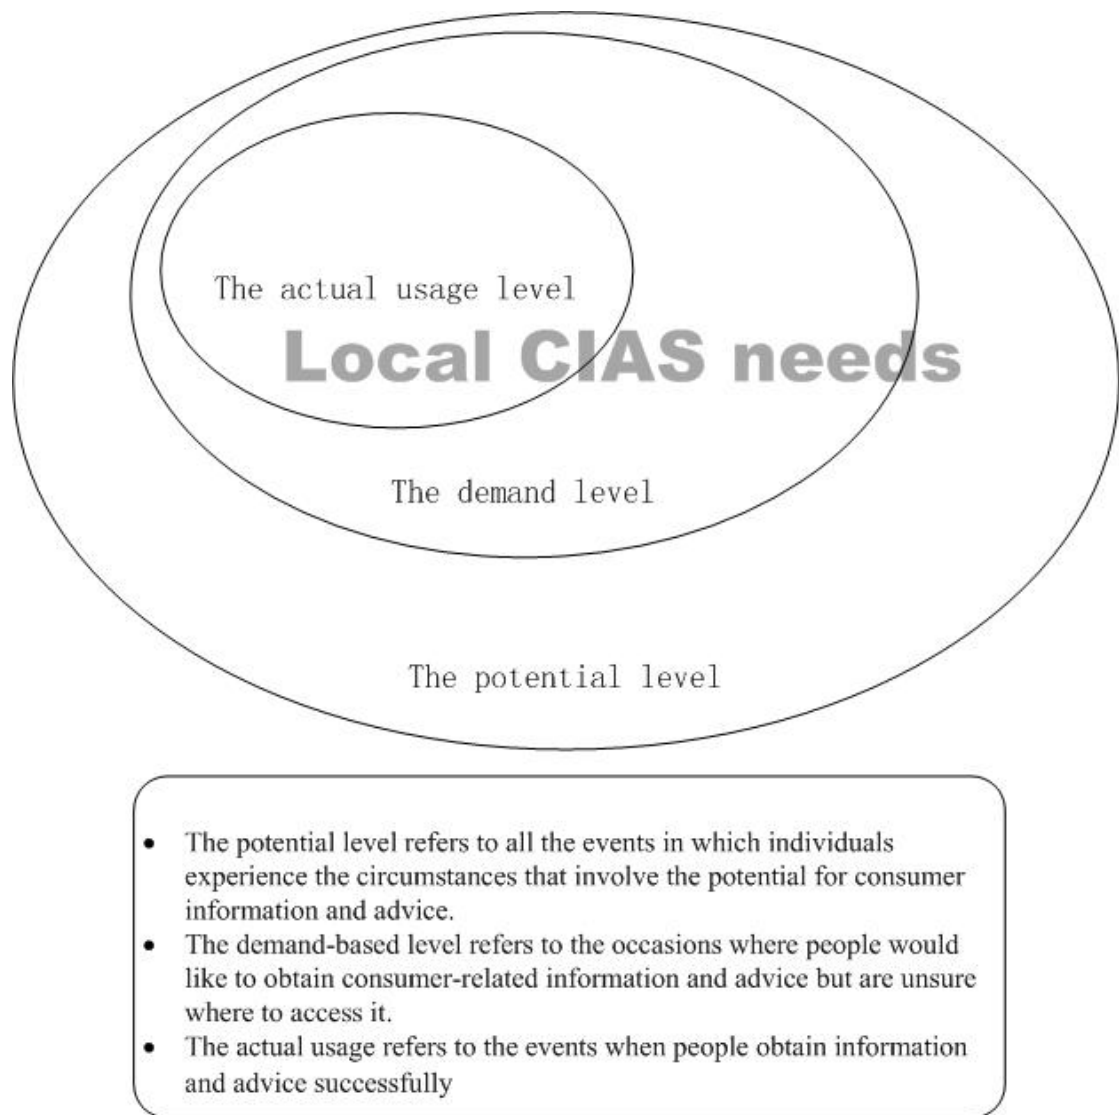 The actual usage level
Local CIAS needs
The demand level
The potential level
• The potential level refers to all the events in which individuals
experience the circumstances that involve the potential for consumer
information and advice.
• The demand-based level refers to the occasions where people would
like to obtain consumer-related information and advice but are unsure
where to access it.
• The actual usage refers to the events when people obtain information
and advice successfully